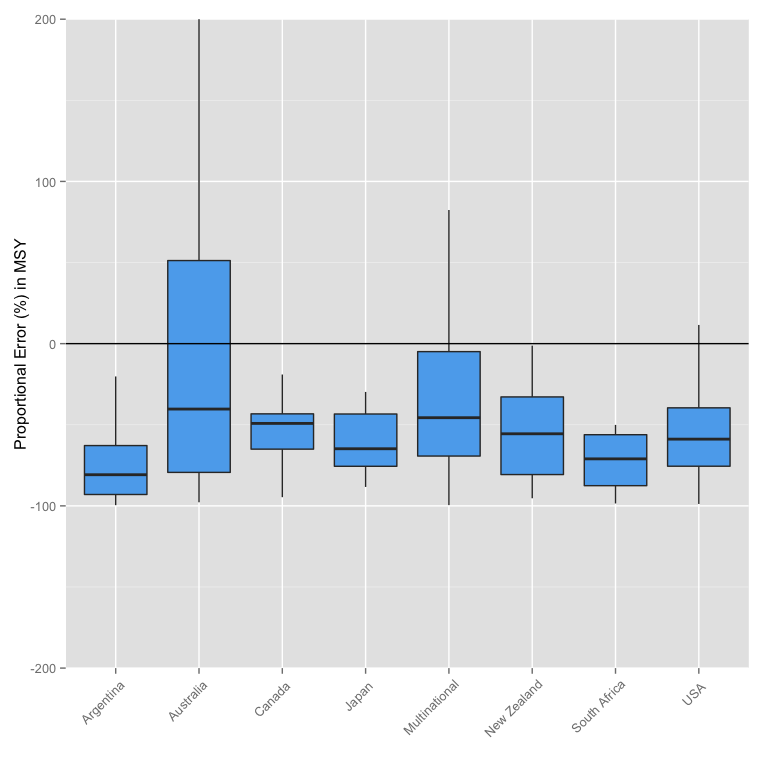 Proportional Error (%) in MSY
200
100
0
-100
-200
Argentina
Australia
Canada
Japan
Multinational
New Zealand
South Africa
USA